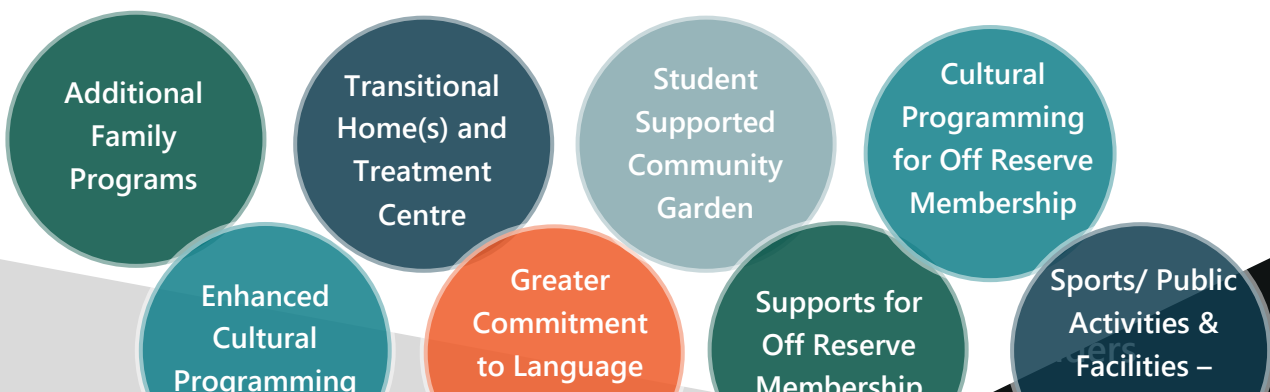 Additional
Family
Programs
Transitional
Home(s) and
Treatment
Centre
Student
Supported
Community
Garden
Cultural
Programming
for Off Reserve
Membership
Enhanced
Cultural
Programming
Greater
Commitment
to Language
Supports for
Off Reserve
Membership
Sports/ Public
Activities &
Facilities –